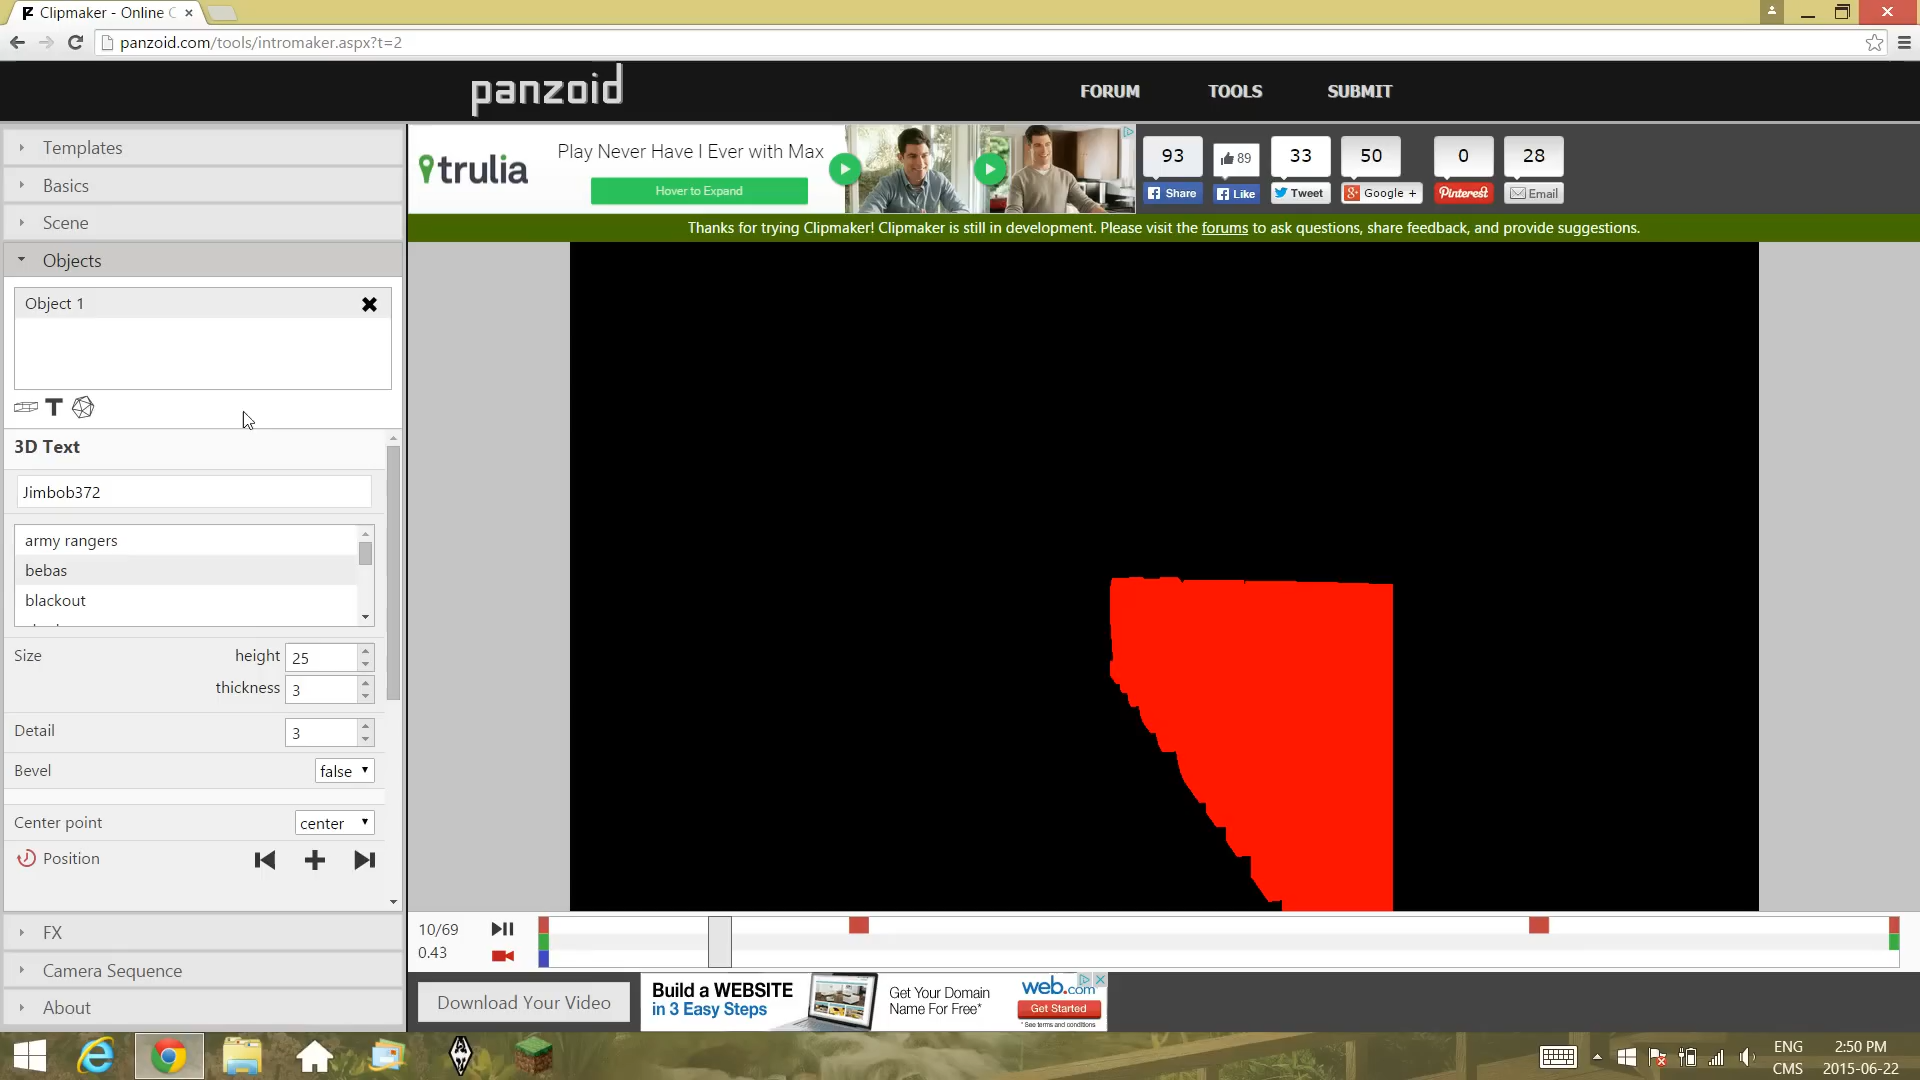 Clipmaker - Online C
panzoid.com/tools/intromaker.aspx?t=2
panzoid
FORUM
TOOLS
SUBMIT
Templates
Basics
Scene
Objects
Object 1
T
3D Text
Jimbob372
army rangers
bebas
blackout
Size
height
25
thickness
3
Detail
3
Bevel
false
Center point
center
Position
FX
Camera Sequence
About
trulia
Play Never Have I Ever with Max
Hover to Expand
93
89
33
50
0
28
Share
Like
Tweet
Google +
Pinterest
Email
Thanks for trying Clipmaker! Clipmaker is still in development. Please visit the forums to ask questions, share feedback, and provide suggestions.
10/69
0.43
Download Your Video
Build a WEBSITE
in 3 Easy Steps
Get Your Domain
Name For Free*
web.com
Get Started
*See terms and conditions
ENG
CMS
2:50 PM
2015-06-22